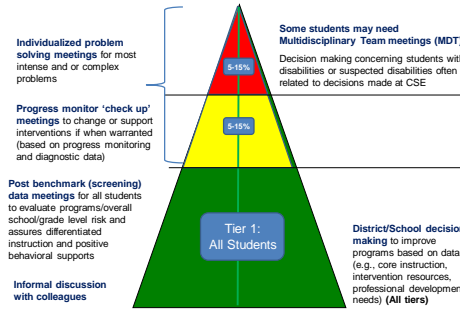 Individualized problem
solving meetings for most
intense and or complex
problems
Progress monitor ‘check up’
meetings to change or support
interventions if when warranted
(based on progress monitoring
and diagnostic data)
Post benchmark (screening)
data meetings for all students
to evaluate programs/overall
school/grade level risk and
assures differentiated
instruction and positive
behavioral supports
Informal discussion
with colleagues
5-15%
5-15%
Tier 1:
All Students
Some students may need
Multidisciplinary Team meetings (MDT)
Decision making concerning students with
disabilities or suspected disabilities often
related to decisions made at CSE
District/School decision
making to improve
programs based on data
(e.g., core instruction,
intervention resources,
professional development
needs) (All tiers)